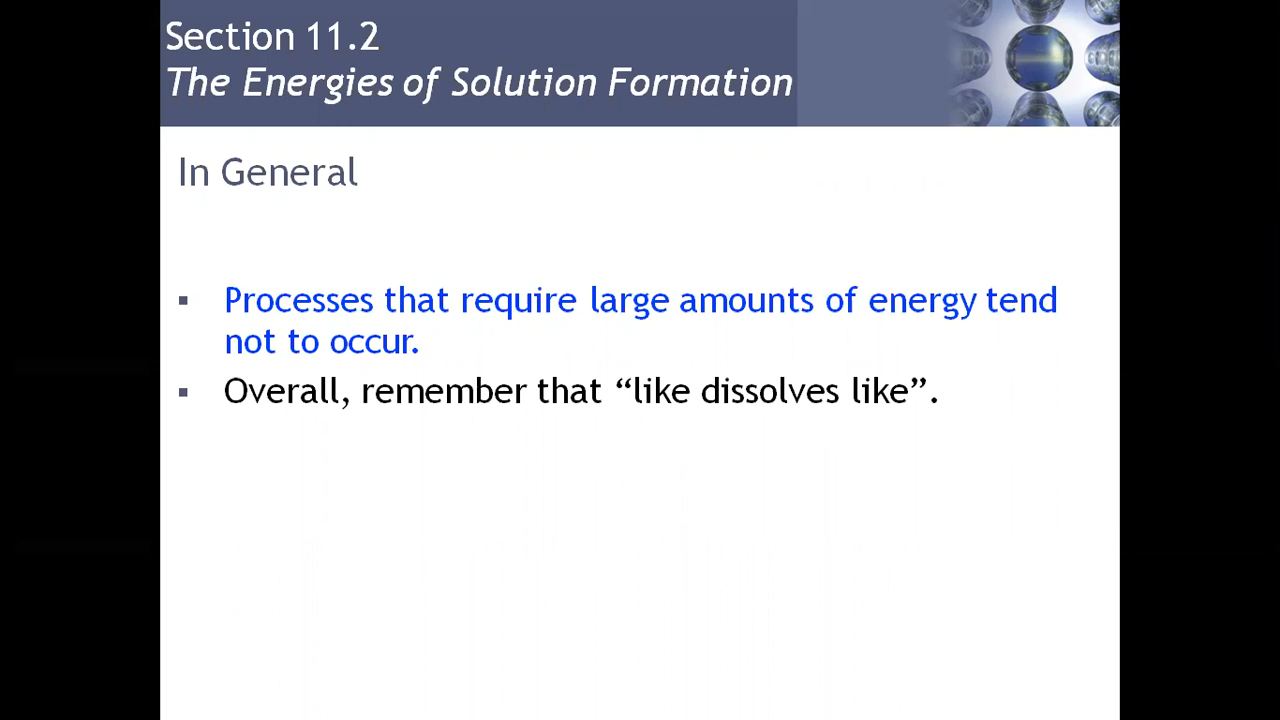 Section 11.2
The Energies of Solution Formation
In General
▪ Processes that require large amounts of energy tend
not to occur.
▪ Overall, remember that “like dissolves like”.